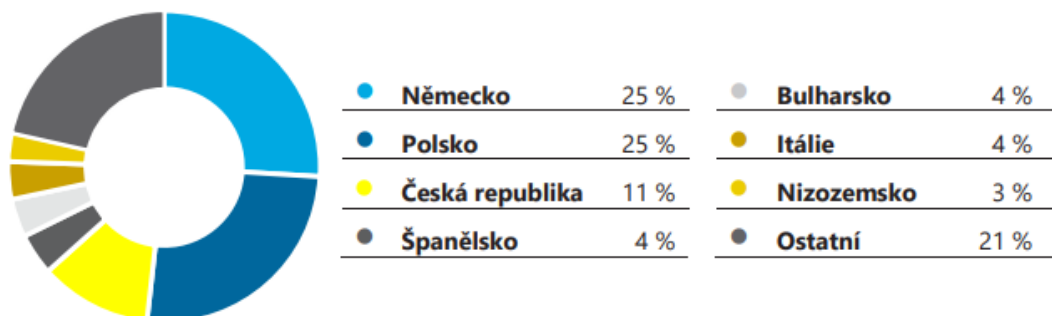 Německo 25 %
Polsko 25 %
Česká republika 11 %
Španělsko 4 %
Bulharsko 4 %
Itálie 4 %
Nizozemsko 3 %
Ostatní 21 %